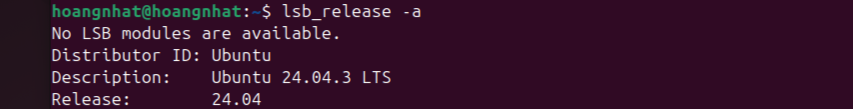 hoangnhat@hoangnhat:~$ lsb_release -a
No LSB modules are available.
Distributor ID: Ubuntu
Description:    Ubuntu 24.04.3 LTS
Release:        24.04